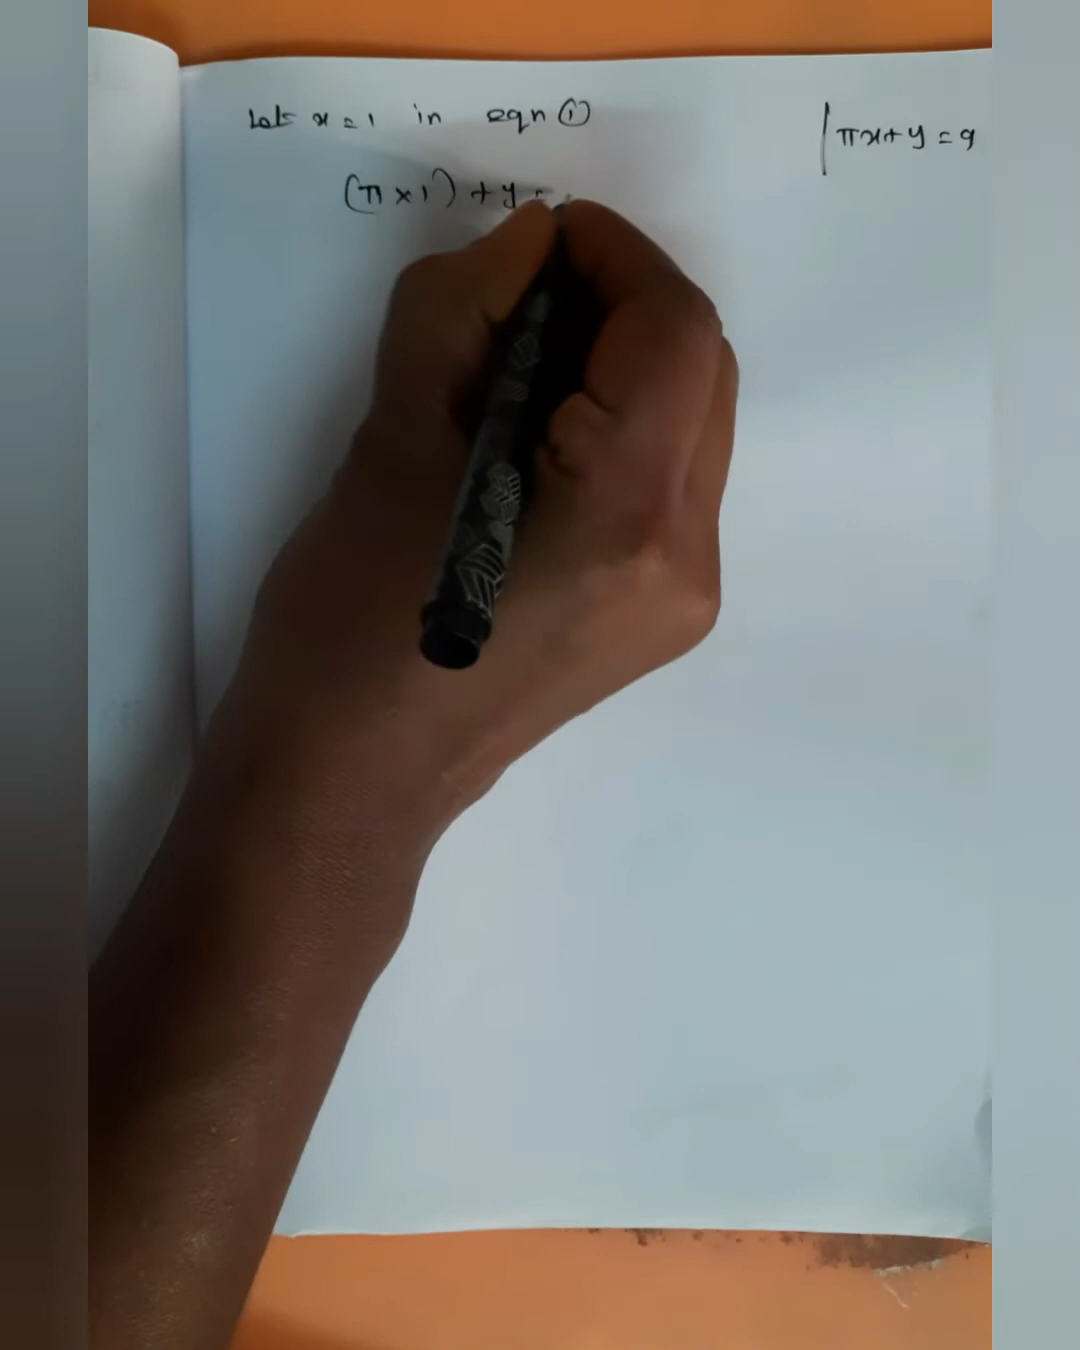 Let x = 1 in eqn ①
πx + y = 9
(π × 1) + y =